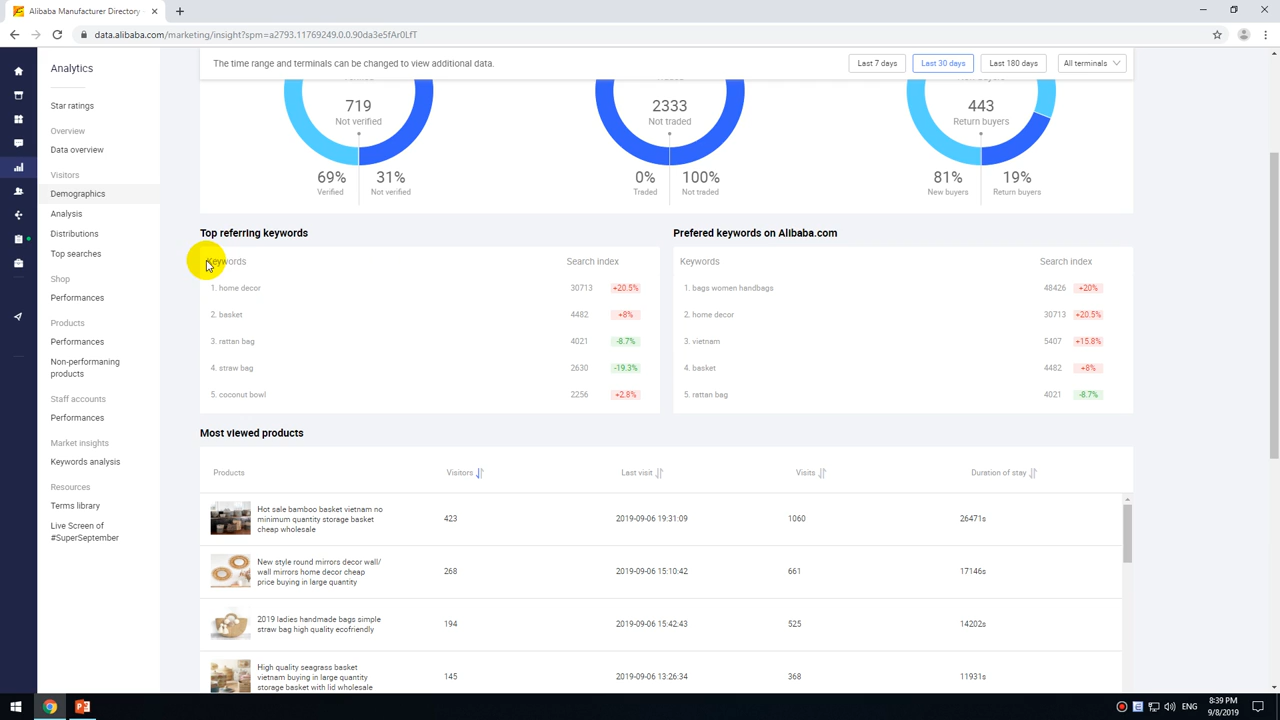 Alibaba Manufacturer Directory -
data.alibaba.com/marketing/insight?spm=a2793.11769249.0.0.90da3e5fAr0LfT
Analytics
Star ratings
Overview
Data overview
Visitors
Demographics
Analysis
Distributions
Top searches
Shop
Performances
Products
Performances
Non-performaning
products
Staff accounts
Performances
Market insights
Keywords analysis
Resources
Terms library
Live Screen of
#SuperSeptember
The time range and terminals can be changed to view additional data.
Last 7 days
Last 30 days
Last 180 days
All terminals
719
Not verified
69%
Verified
31%
Not verified
2333
Not traded
0%
Traded
100%
Not traded
443
Return buyers
81%
New buyers
19%
Return buyers
Top referring keywords
Keywords Search index
1. home decor 30713 +20.5%
2. basket 4482 +8%
3. rattan bag 4021 -8.7%
4. straw bag 2630 -19.3%
5. coconut bowl 2256 +2.8%
Prefered keywords on Alibaba.com
Keywords Search index
1. bags women handbags 48426 +20%
2. home decor 30713 +20.5%
3. vietnam 5407 +15.8%
4. basket 4482 +8%
5. rattan bag 4021 -8.7%
Most viewed products
Products Visitors Last visit Visits Duration of stay
Hot sale bamboo basket vietnam no
minimum quantity storage basket
cheap wholesale
423 2019-09-06 19:31:09 1060 26471s
New style round mirrors decor wall/
wall mirrors home decor cheap
price buying in large quantity
268 2019-09-06 15:10:42 661 17146s
2019 ladies handmade bags simple
straw bag high quality ecofriendly
194 2019-09-06 15:42:43 525 14202s
High quality seagrass basket
vietnam buying in large quantity
storage basket with lid wholesale
145 2019-09-06 13:26:34 368 11931s
ENG
8:39 PM
9/8/2019